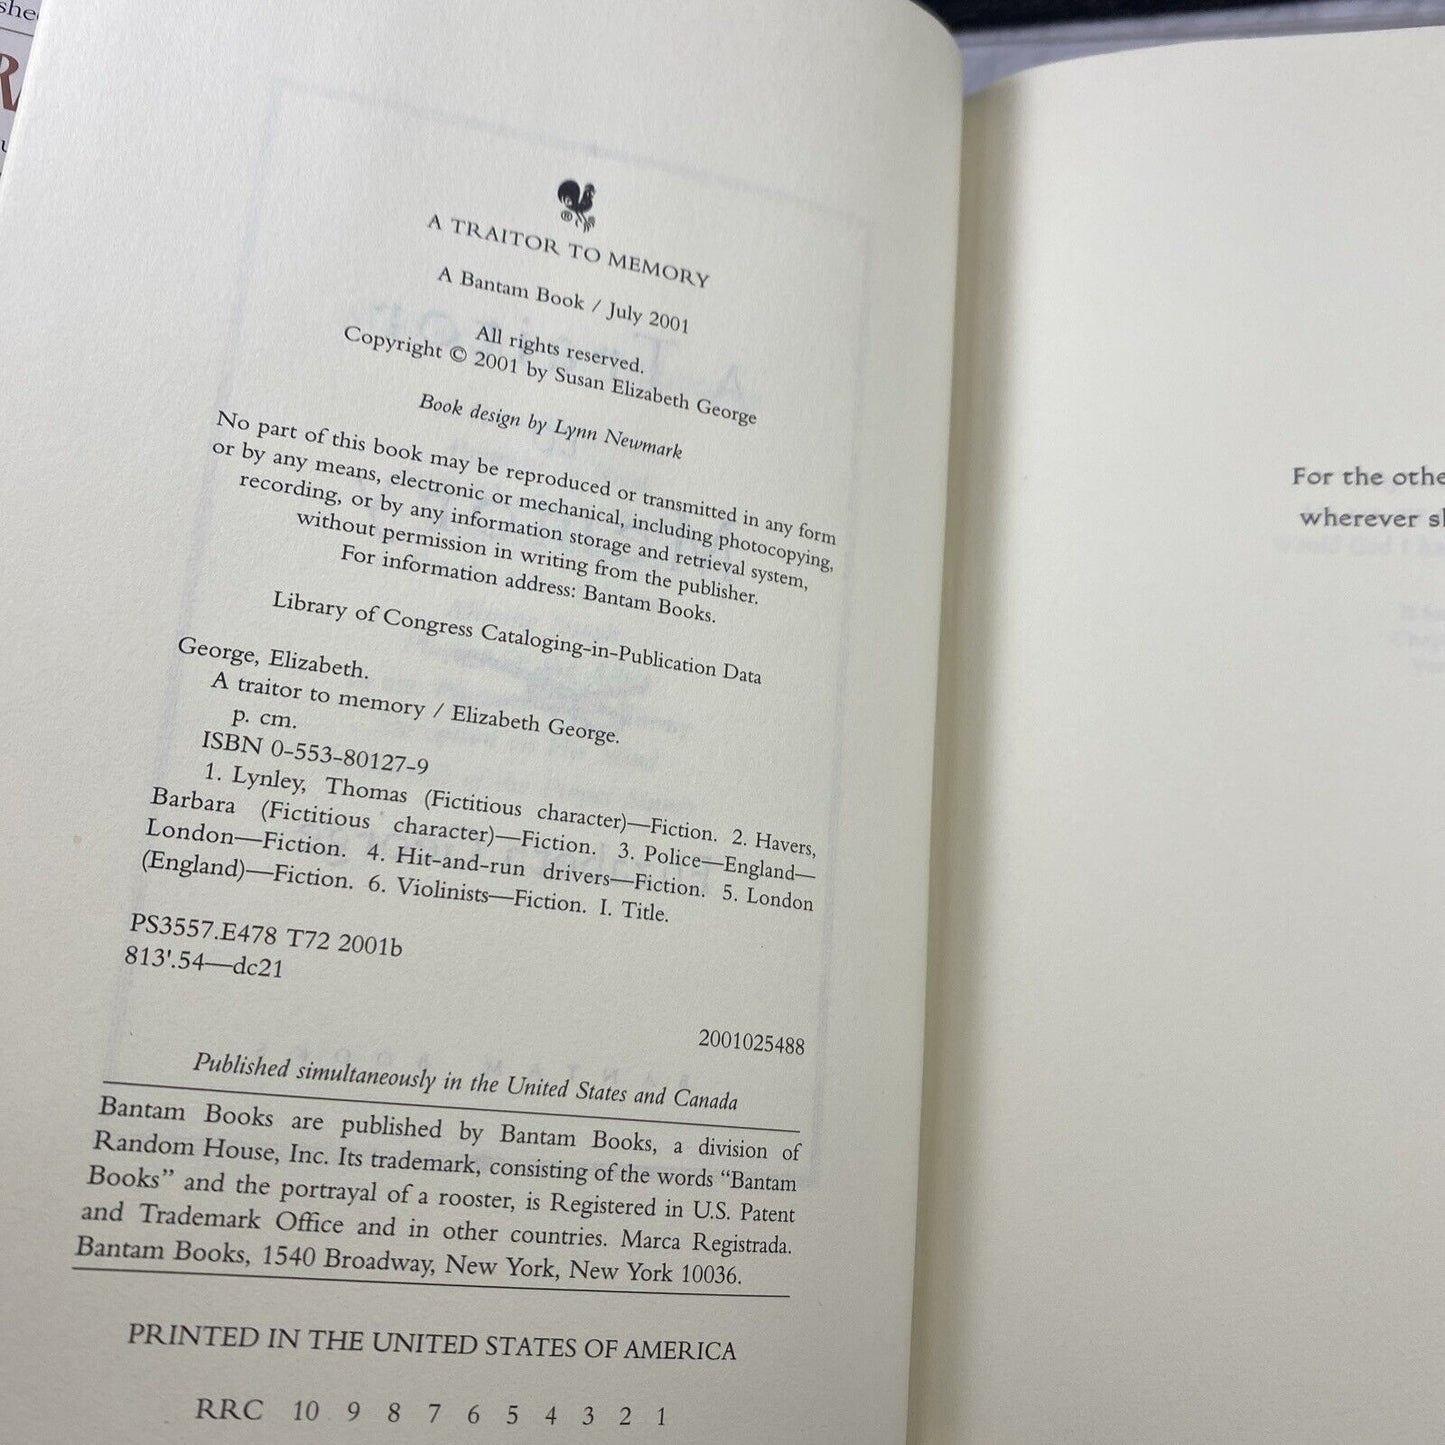 she
R
®
A TRAITOR TO MEMORY
A Bantam Book / July 2001
All rights reserved.
Copyright © 2001 by Susan Elizabeth George
Book design by Lynn Newmark
No part of this book may be reproduced or transmitted in any form
or by any means, electronic or mechanical, including photocopying,
recording, or by any information storage and retrieval system,
without permission in writing from the publisher.
For information address: Bantam Books.
Library of Congress Cataloging-in-Publication Data
George, Elizabeth.
A traitor to memory / Elizabeth George.
p. cm.
ISBN 0-553-80127-9
1. Lynley, Thomas (Fictitious character)—Fiction. 2. Havers,
Barbara (Fictitious character)—Fiction. 3. Police—England—
London—Fiction. 4. Hit-and-run drivers—Fiction. 5. London
(England)—Fiction. 6. Violinists—Fiction. I. Title.
PS3557.E478 T72 2001b
813'.54—dc21
2001025488
Published simultaneously in the United States and Canada
Bantam Books are published by Bantam Books, a division of
Random House, Inc. Its trademark, consisting of the words “Bantam
Books” and the portrayal of a rooster, is Registered in U.S. Patent
and Trademark Office and in other countries. Marca Registrada.
Bantam Books, 1540 Broadway, New York, New York 10036.
PRINTED IN THE UNITED STATES OF AMERICA
RRC 10 9 8 7 6 5 4 3 2 1
For the othe
wherever sh